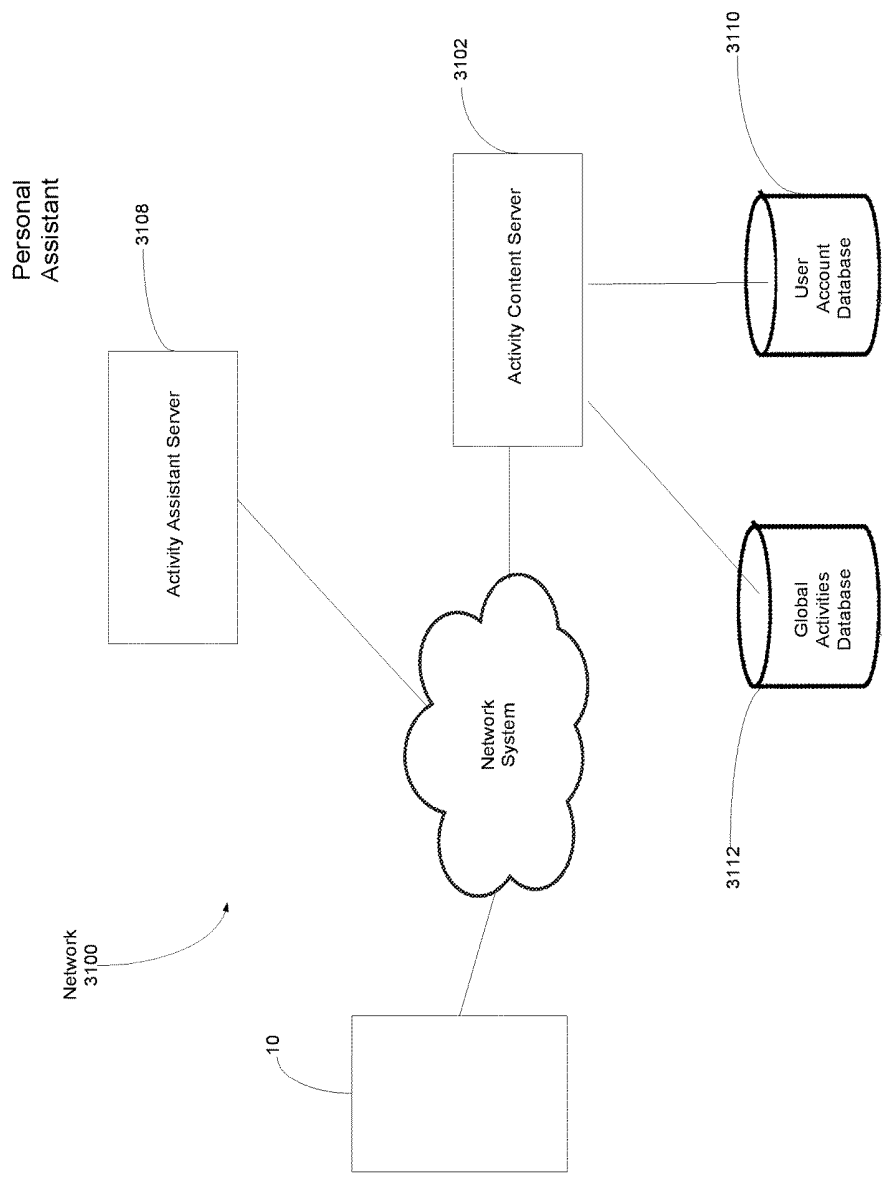 Network
3100
Personal
Assistant
10
3108
Activity Assistant Server
Network
System
3102
Activity Content Server
3112
Global
Activities
Database
3110
User
Account
Database